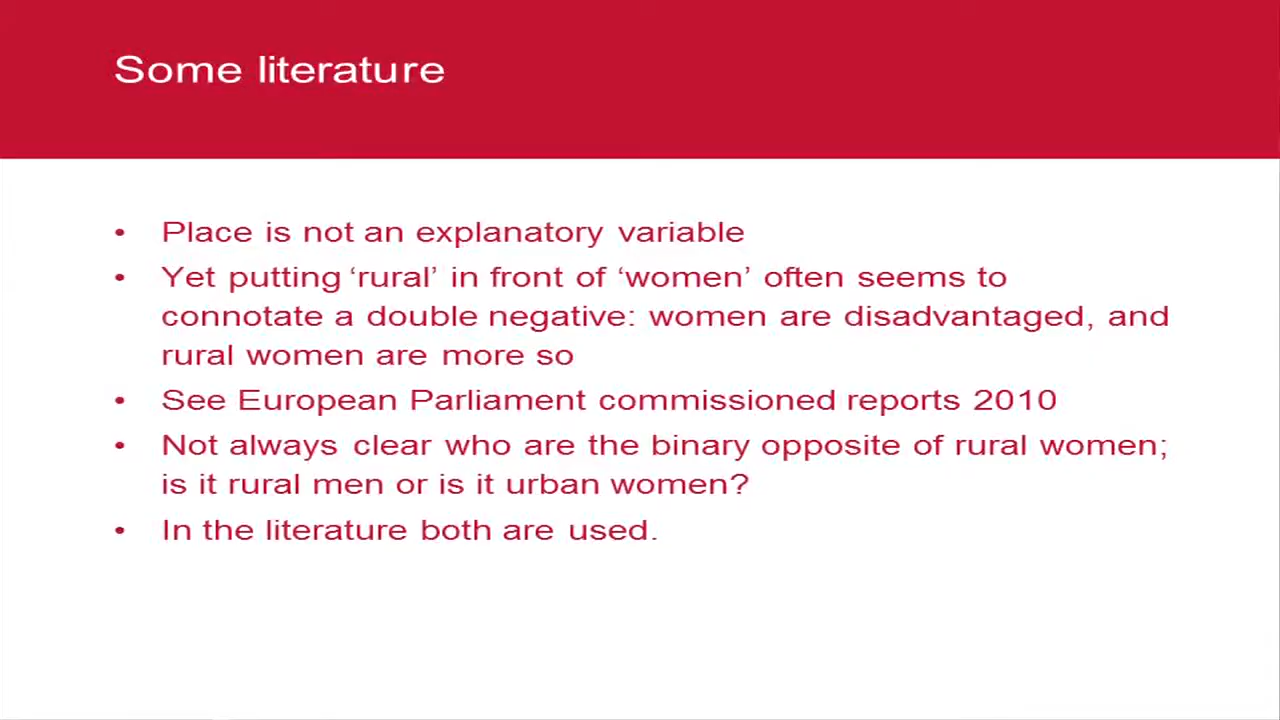 Some literature
• Place is not an explanatory variable
• Yet putting ‘rural’ in front of ‘women’ often seems to
connotate a double negative: women are disadvantaged, and
rural women are more so
• See European Parliament commissioned reports 2010
• Not always clear who are the binary opposite of rural women;
is it rural men or is it urban women?
• In the literature both are used.